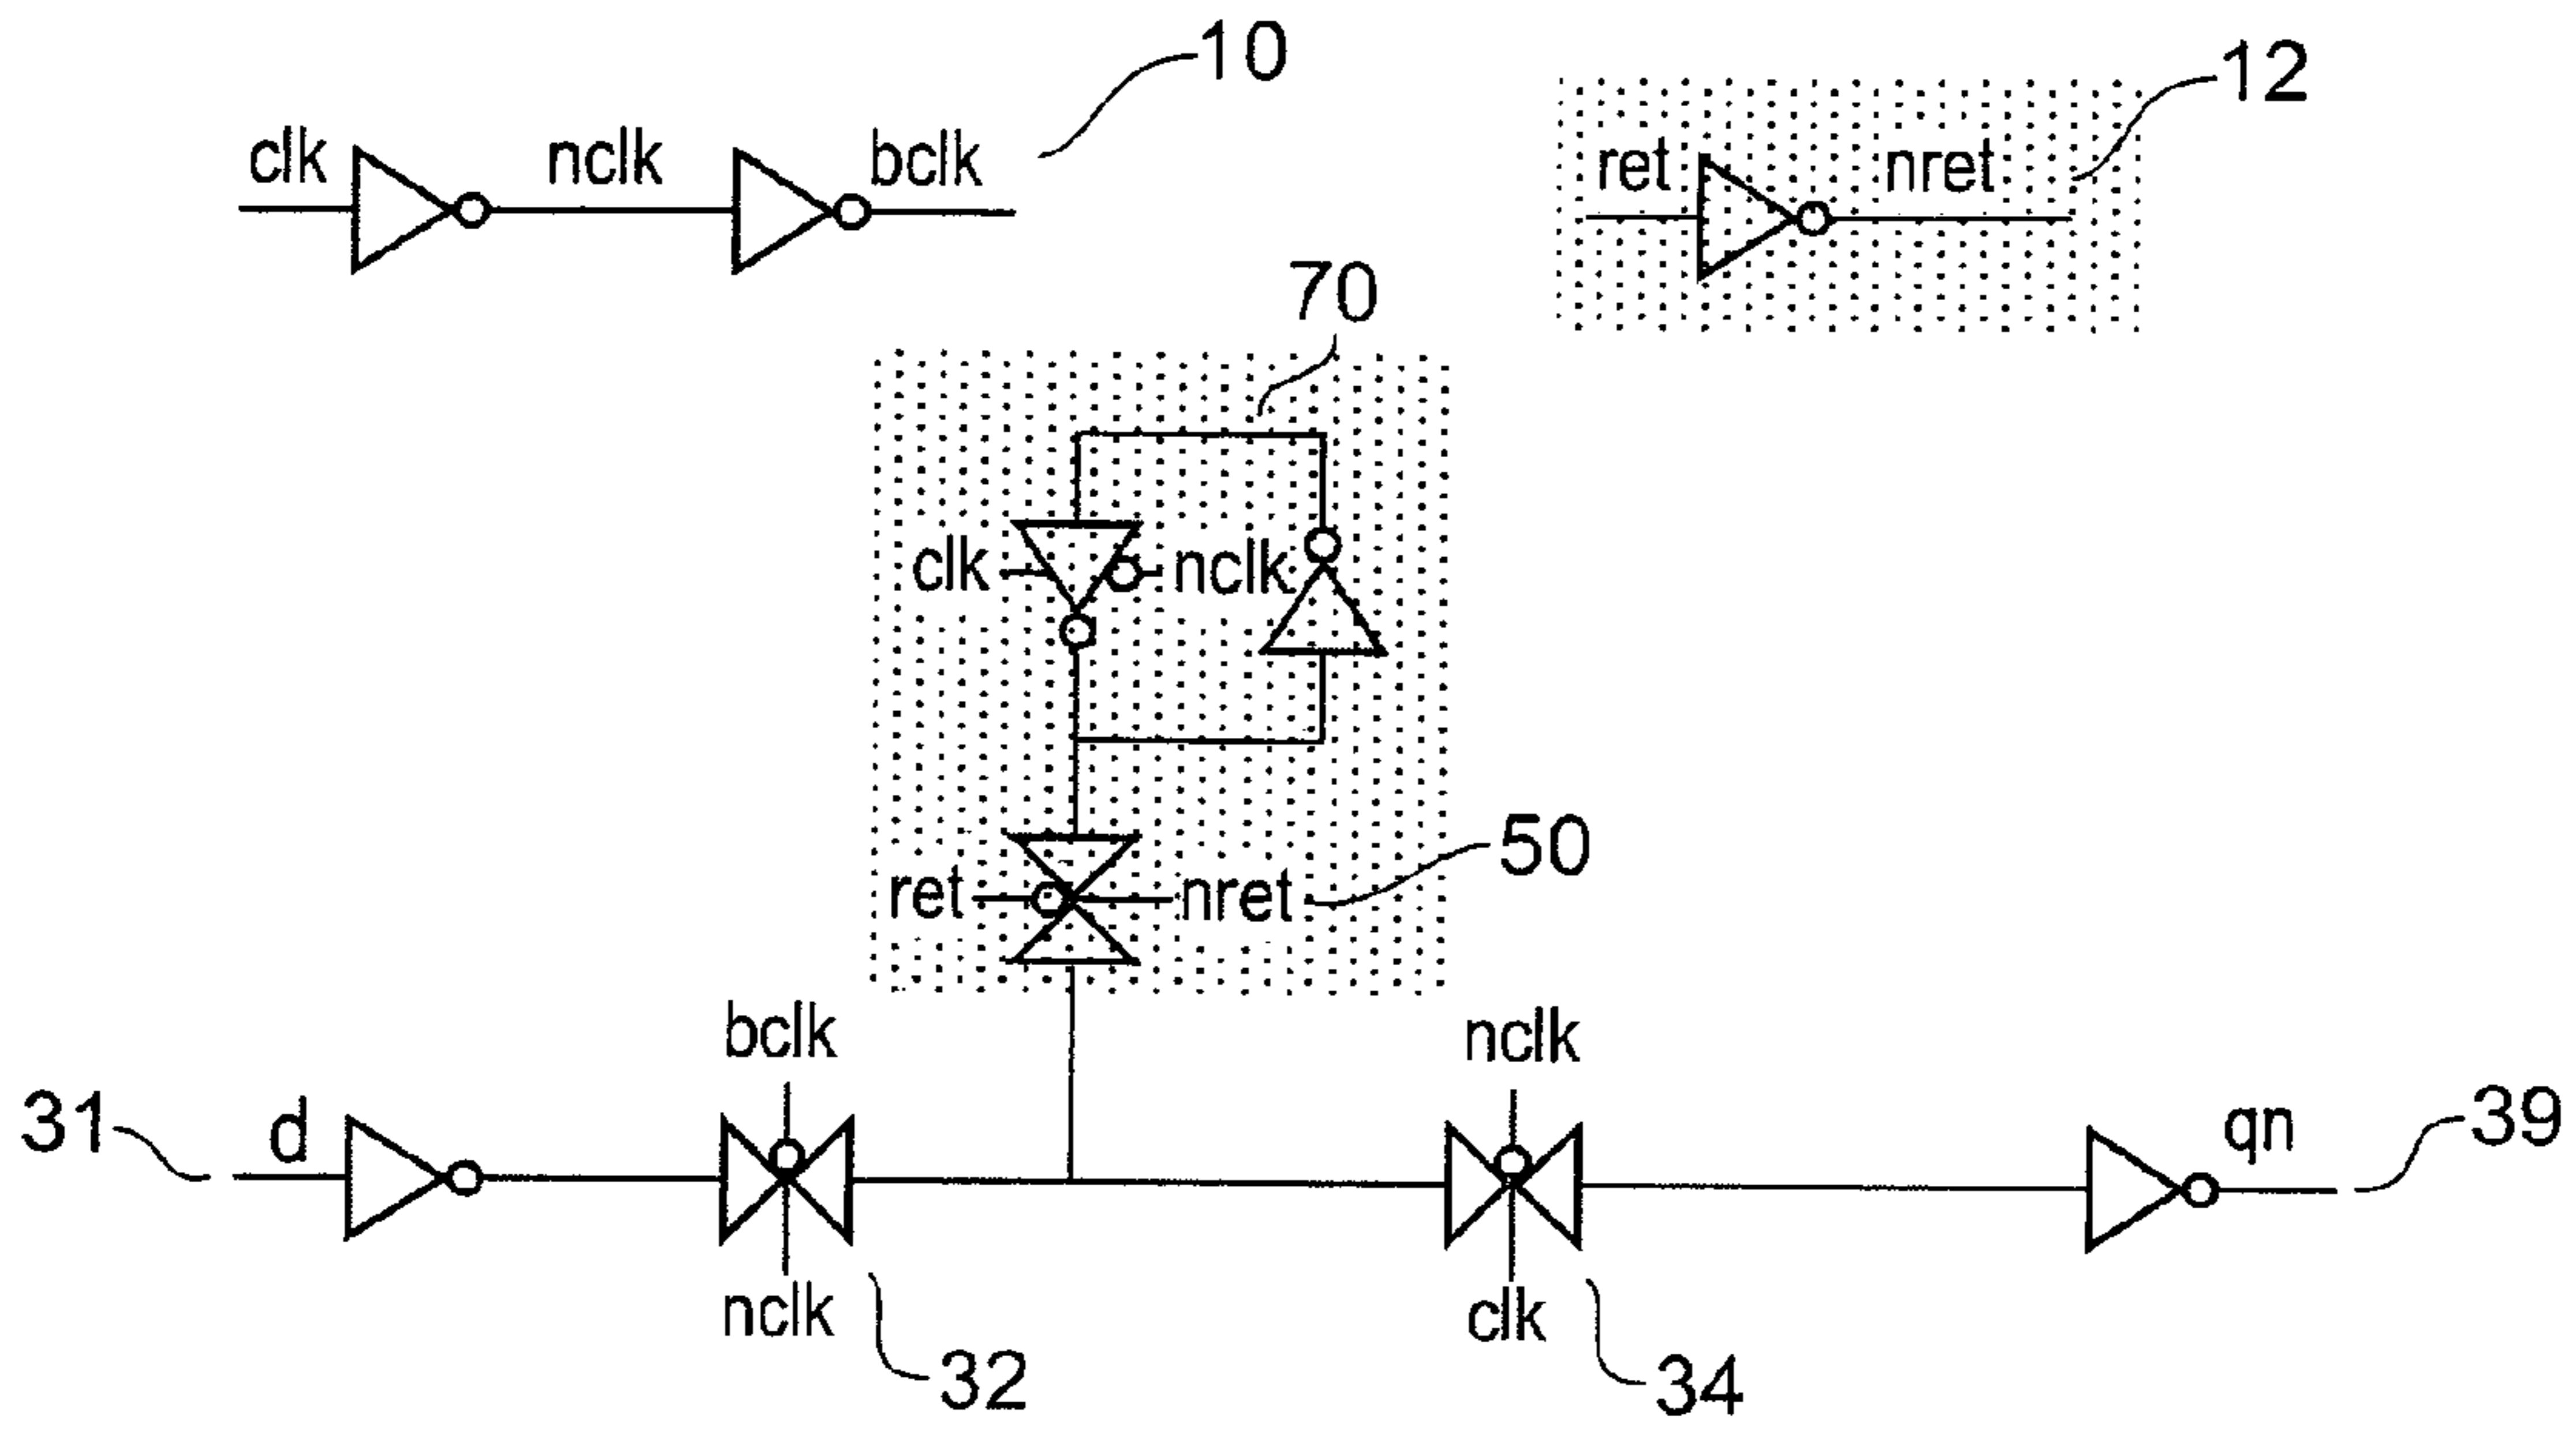 10
12
clk nclk bclk
ret nret
70
clk nclk
50
ret nret
bclk nclk
31 d qn 39
nclk clk
32 34